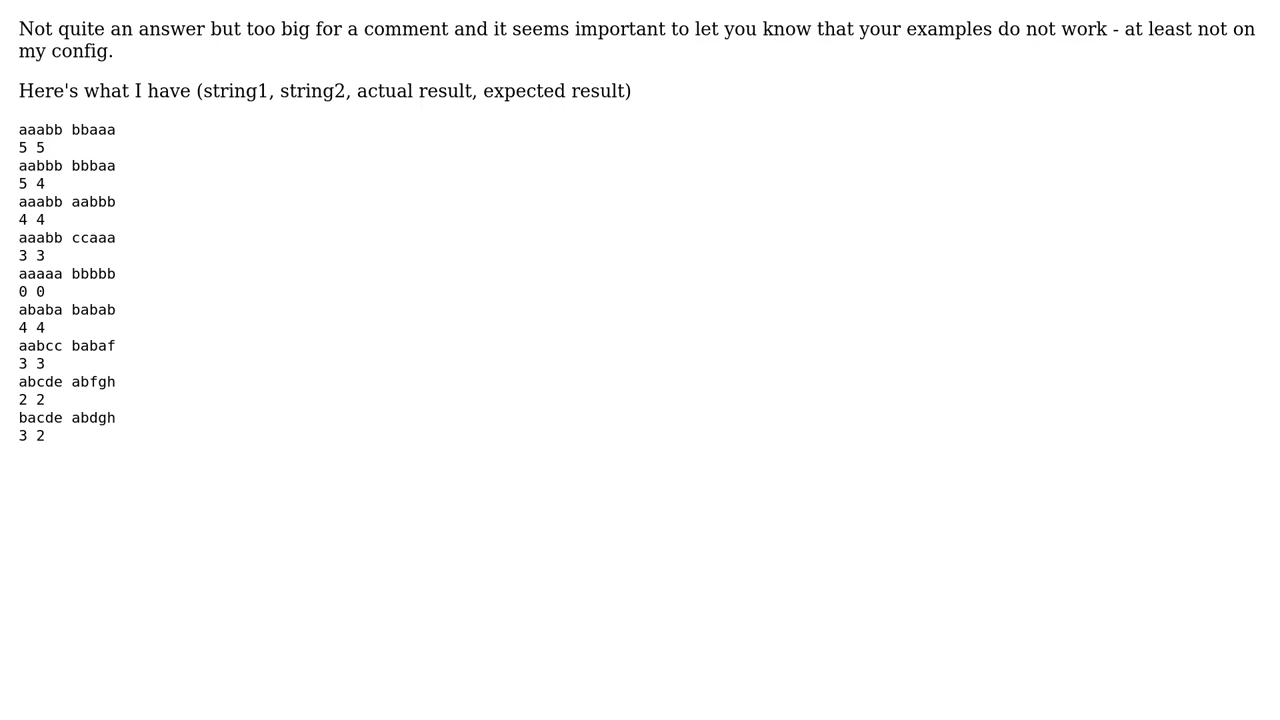 Not quite an answer but too big for a comment and it seems important to let you know that your examples do not work - at least not on
my config.
Here's what I have (string1, string2, actual result, expected result)
aaabb bbaaa
5 5
aabbb bbbaa
5 4
aaabb aabbb
4 4
aaabb ccaaa
3 3
aaaaa bbbbb
0 0
ababa babab
4 4
aabcc babaf
3 3
abcde abfgh
2 2
bacde abdgh
3 2